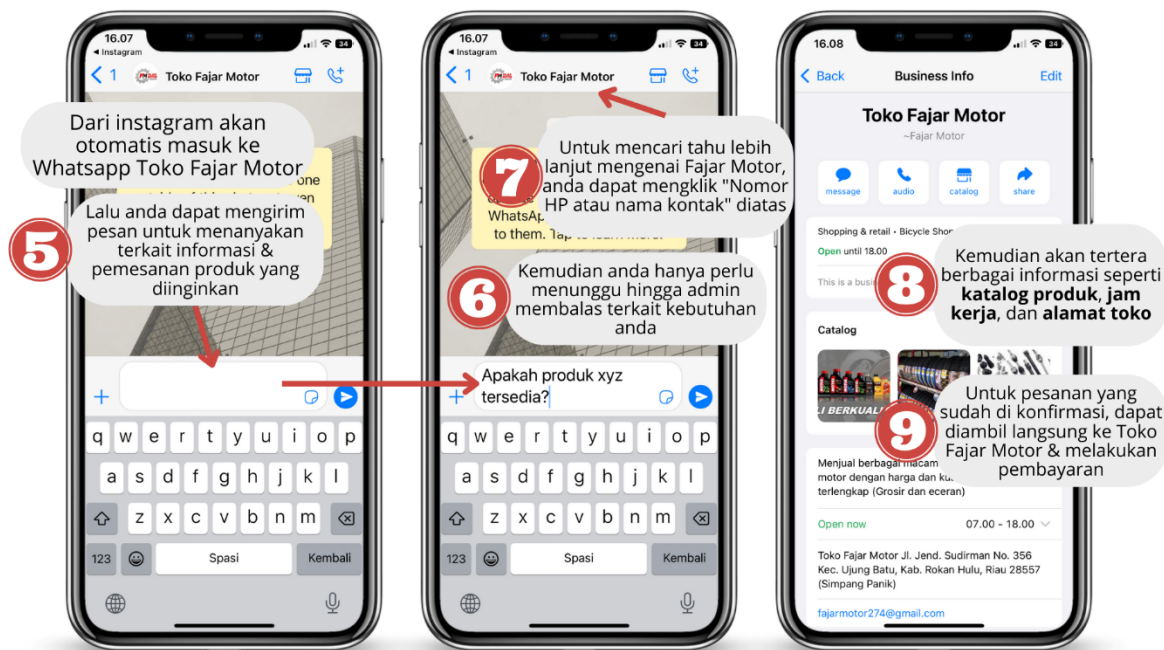 16.07
Instagram
34
1
Toko Fajar Motor
Dari instagram akan
otomatis masuk ke
Whatsapp Toko Fajar Motor
one
5
Lalu anda dapat mengirim
pesan untuk menanyakan
terkait informasi &
pemesanan produk yang
diinginkan
q w e r t y u i o p
a s d f g h j k l
z x c v b n m
123
Spasi
Kembali
16.07
Instagram
34
1
Toko Fajar Motor
7
Untuk mencari tahu lebih
lanjut mengenai Fajar Motor,
anda dapat mengklik "Nomor
HP atau nama kontak" diatas
to them. Tap to learn more.
6
Kemudian anda hanya perlu
menunggu hingga admin
membalas terkait kebutuhan
anda
Apakah produk xyz
tersedia?
q w e r t y u i o p
a s d f g h j k l
z x c v b n m
123
Spasi
Kembali
16.08
34
Back
Business Info
Edit
Toko Fajar Motor
~Fajar Motor
message
audio
catalog
share
Shopping & retail • Bicycle
Open until 18.00
This is a
8
Kemudian akan tertera
berbagai informasi seperti
katalog produk, jam
kerja, dan alamat toko
Catalog
BERKUALI
9
Untuk pesanan yang
sudah di konfirmasi, dapat
diambil langsung ke Toko
Fajar Motor & melakukan
pembayaran
Menjual berbagai macam
motor dengan harga dan
terlengkap (Grosir dan eceran)
Open now
07.00 - 18.00
Toko Fajar Motor Jl. Jend. Sudirman No. 356
Kec. Ujung Batu, Kab. Rokan Hulu, Riau 28557
(Simpang Panik)
fajarmotor274@gmail.com